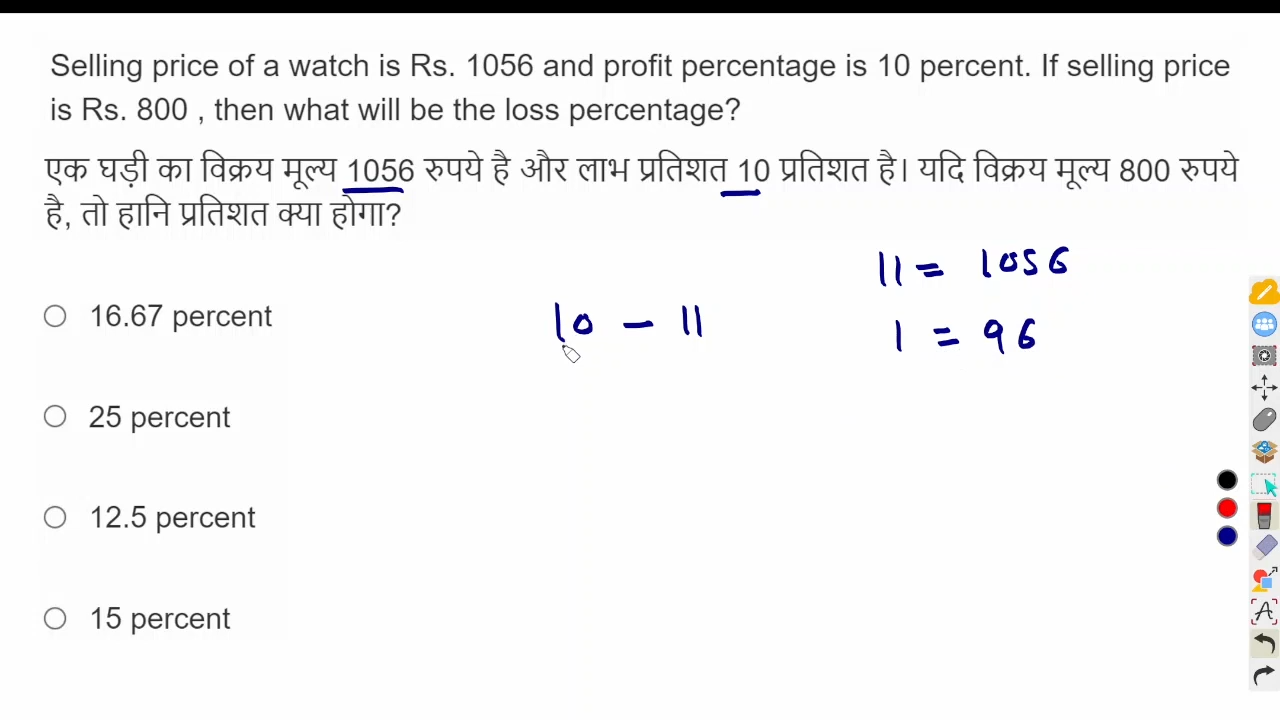 Selling price of a watch is Rs. 1056 and profit percentage is 10 percent. If selling price
is Rs. 800 , then what will be the loss percentage?
एक घड़ी का विक्रय मूल्य 1056 रुपये है और लाभ प्रतिशत 10 प्रतिशत है। यदि विक्रय मूल्य 800 रुपये
है, तो हानि प्रतिशत क्या होगा?
11 = 1056
16.67 percent
10 – 11
1 = 96
25 percent
12.5 percent
15 percent